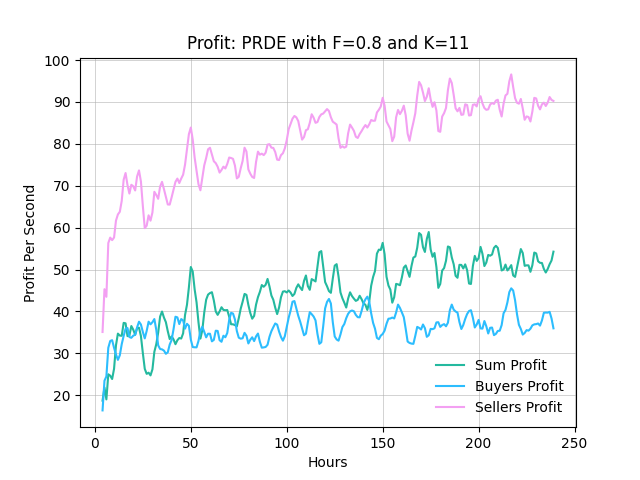 Profit: PRDE with F=0.8 and K=11
100
90
80
70
60
50
40
30
20
Profit Per Second
0
50
100
150
200
250
Hours
Sum Profit
Buyers Profit
Sellers Profit